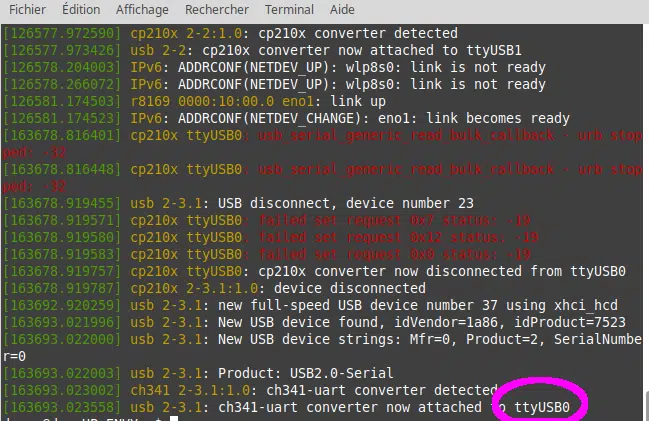 Fichier Édition Affichage Rechercher Terminal Aide
[126577.972590] cp210x 2-2:1.0: cp210x converter detected
[126577.973426] usb 2-2: cp210x converter now attached to ttyUSB1
[126578.204003] IPv6: ADDRCONF(NETDEV_UP): wlp8s0: link is not ready
[126578.266072] IPv6: ADDRCONF(NETDEV_UP): wlp8s0: link is not ready
[126581.174503] r8169 0000:10:00.0 eno1: link up
[126581.174523] IPv6: ADDRCONF(NETDEV_CHANGE): eno1: link becomes ready
[163678.816401] cp210x ttyUSB0: usb_serial_generic_read_bulk_callback - urb stop
ped: -32
[163678.816448] cp210x ttyUSB0: usb_serial_generic_read_bulk_callback - urb stop
ped: -32
[163678.919455] usb 2-3.1: USB disconnect, device number 23
[163678.919571] cp210x ttyUSB0: failed set request 0x7 status: -19
[163678.919580] cp210x ttyUSB0: failed set request 0x12 status: -19
[163678.919583] cp210x ttyUSB0: failed set request 0x0 status: -19
[163678.919757] cp210x ttyUSB0: cp210x converter now disconnected from ttyUSB0
[163678.919787] cp210x 2-3.1:1.0: device disconnected
[163692.920259] usb 2-3.1: new full-speed USB device number 37 using xhci_hcd
[163693.021996] usb 2-3.1: New USB device found, idVendor=1a86, idProduct=7523
[163693.022000] usb 2-3.1: New USB device strings: Mfr=0, Product=2, SerialNumbe
r=0
[163693.022003] usb 2-3.1: Product: USB2.0-Serial
[163693.023002] ch341 2-3.1:1.0: ch341-uart converter detected
[163693.023558] usb 2-3.1: ch341-uart converter now attached to ttyUSB0